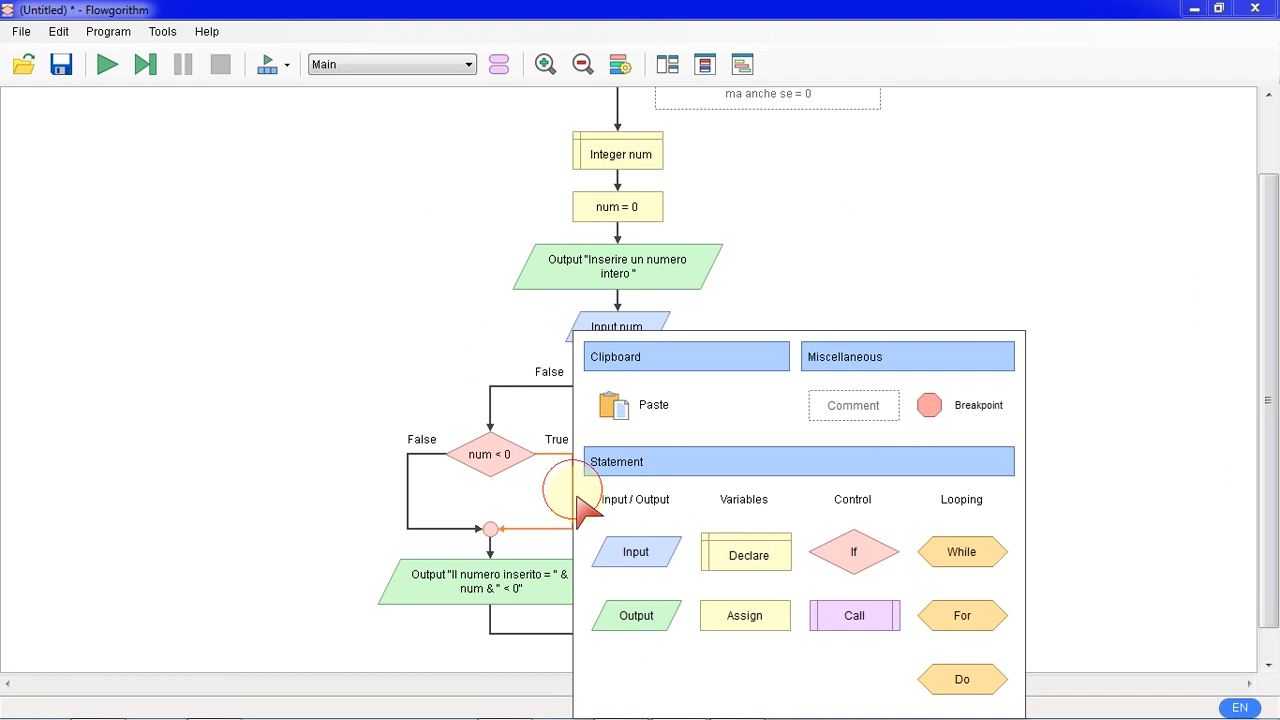 (Untitled) * - Flowgorithm
File Edit Program Tools Help
Main
ma anche se = 0
Integer num
num = 0
Output "Inserire un numero
intero "
Input num
False
False
True
num < 0
Output "Il numero inserito = " &
num & " < 0"
Clipboard
Miscellaneous
Paste
Comment
Breakpoint
Statement
Input / Output
Variables
Control
Looping
Input
Declare
If
While
Output
Assign
Call
For
Do
EN